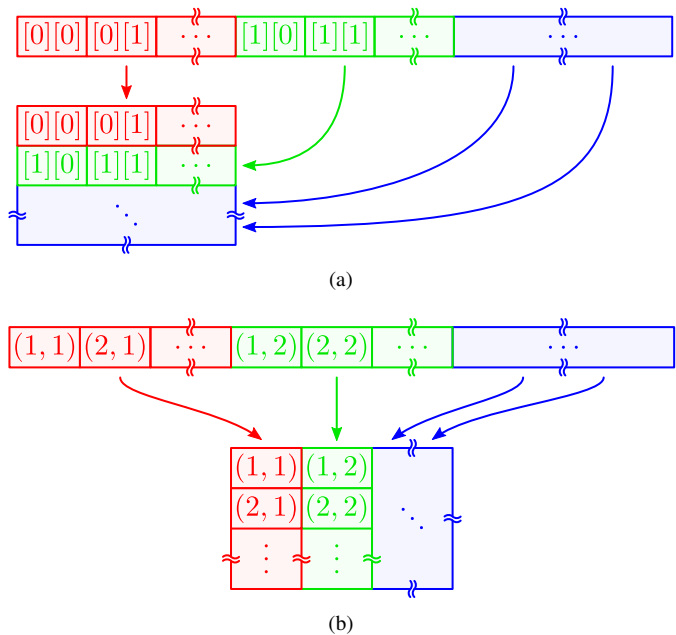 [0][0] [0][1] ··· [1][0] [1][1] ··· ···
[0][0] [0][1] ···
[1][0] [1][1] ···
⋱
(a)
(1, 1) (2, 1) ··· (1, 2) (2, 2) ··· ···
(1, 1) (1, 2)
(2, 1) (2, 2) ⋱
⋮ ⋮
(b)